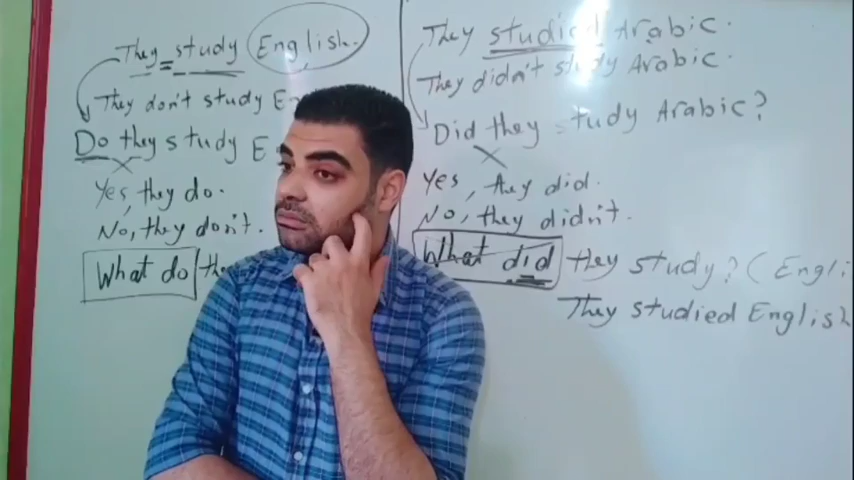 They study English.
They don't study
Do they study
Yes, they do.
No, they don't.
What do
They studied Arabic.
They didn't study Arabic.
Did they study Arabic?
Yes, they did.
No, they didn't.
What did they study? (Engli
They studied English